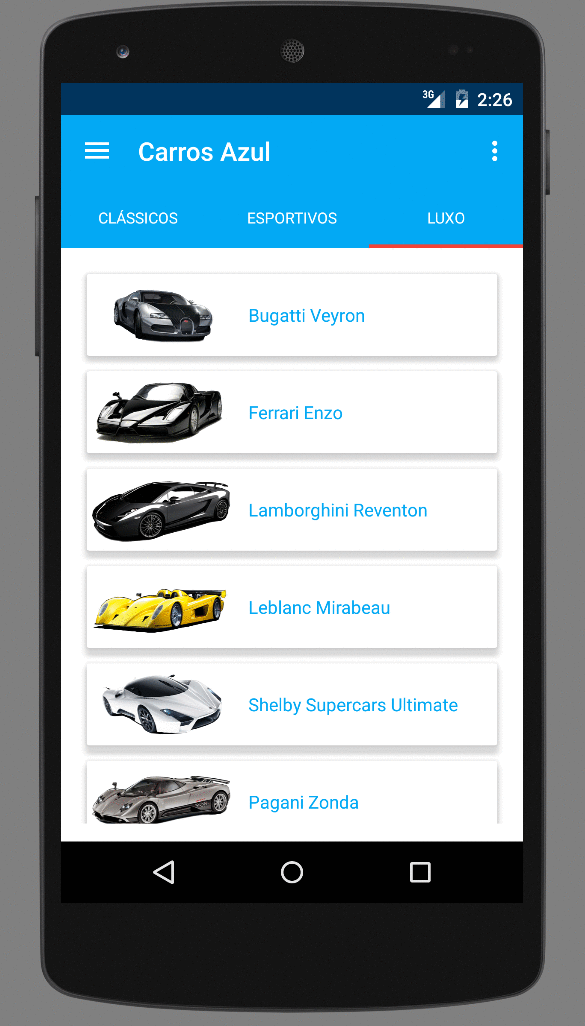 3G 2:26
Carros Azul
CLÁSSICOS ESPORTIVOS LUXO
Bugatti Veyron
Ferrari Enzo
Lamborghini Reventon
Leblanc Mirabeau
Shelby Supercars Ultimate
Pagani Zonda